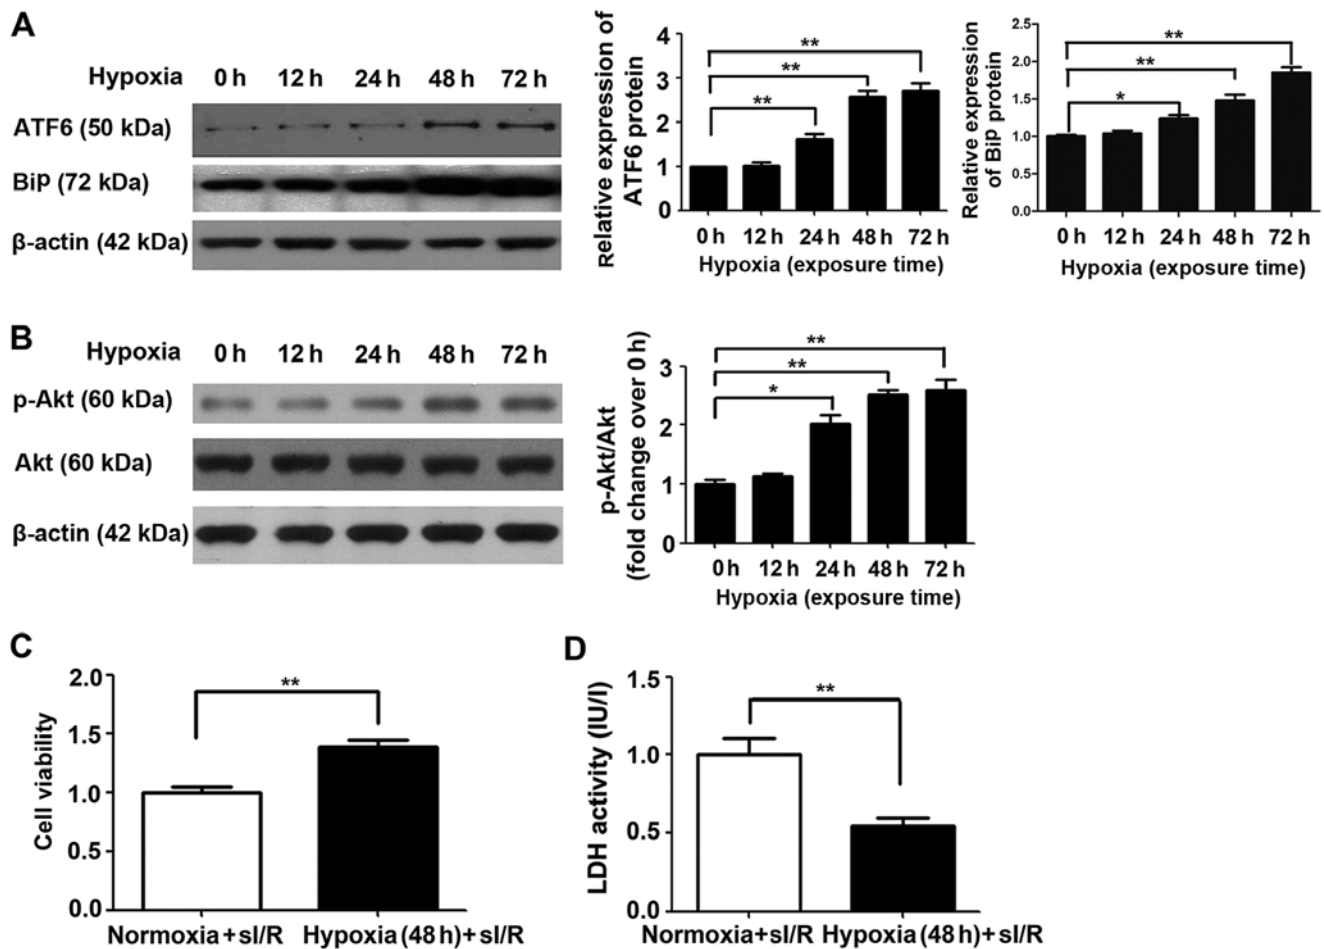 A
Hypoxia 0 h 12 h 24 h 48 h 72 h
ATF6 (50 kDa)
BiP (72 kDa)
β-actin (42 kDa)
Relative expression of
ATF6 protein
4
3
2
1
0
** ** **
0 h 12 h 24 h 48 h 72 h
Hypoxia (exposure time)
Relative expression
of BiP protein
2.5
2.0
1.5
1.0
0.5
0.0
** ** *
0 h 12 h 24 h 48 h 72 h
Hypoxia (exposure time)
B
Hypoxia 0 h 12 h 24 h 48 h 72 h
p-Akt (60 kDa)
Akt (60 kDa)
β-actin (42 kDa)
p-Akt/Akt
(fold change over 0 h)
3
2
1
0
** ** *
0 h 12 h 24 h 48 h 72 h
Hypoxia (exposure time)
C
Cell viability
2.0
1.5
1.0
0.5
0.0
**
Normoxia+sI/R Hypoxia (48 h)+sI/R
D
LDH activity (IU/l)
1.5
1.0
0.5
0.0
**
Normoxia+sI/R Hypoxia (48 h)+sI/R